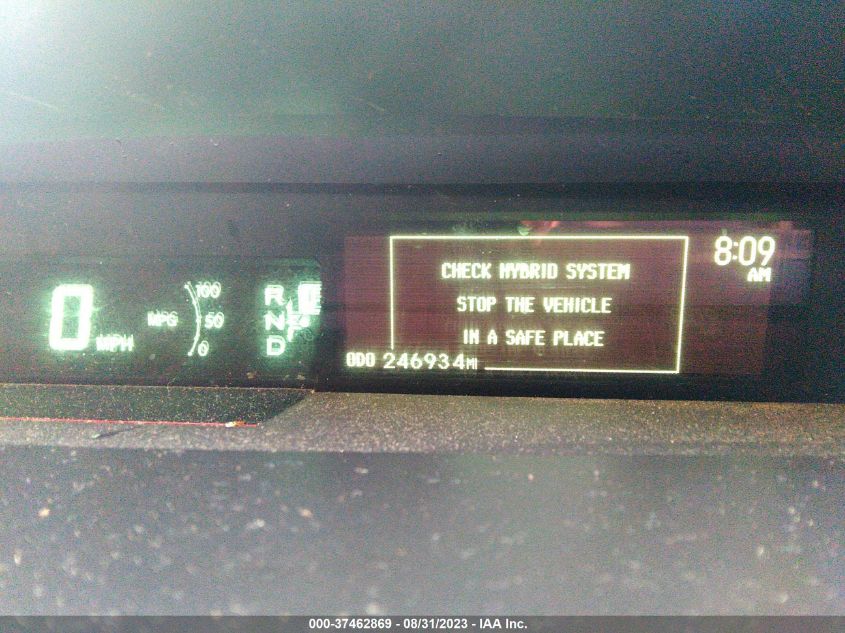 0 MPH
MPG 100 50 0
R
N
D
CHECK HYBRID SYSTEM
STOP THE VEHICLE
IN A SAFE PLACE
8:09
AM
ODO 246934 MI
000-37462869 - 08/31/2023 - IAA Inc.